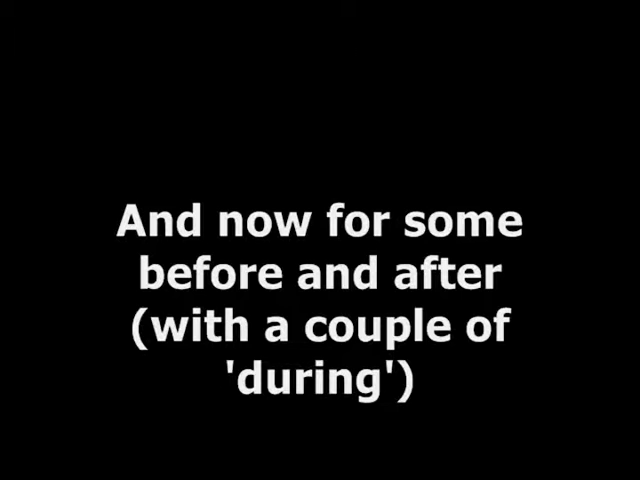 And now for some
before and after
(with a couple of
'during')